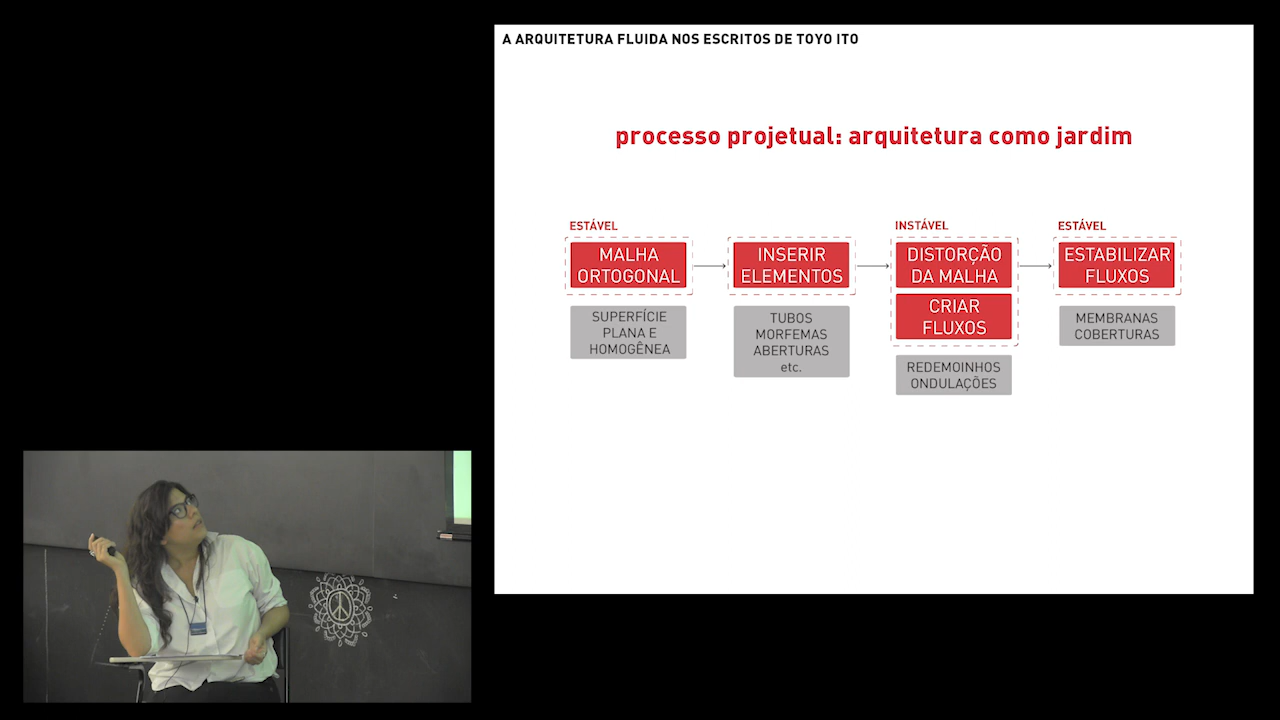 A ARQUITETURA FLUIDA NOS ESCRITOS DE TOYO ITO
processo projetual: arquitetura como jardim
ESTÁVEL
MALHA
ORTOGONAL
SUPERFÍCIE
PLANA E
HOMOGÊNEA
INSERIR
ELEMENTOS
TUBOS
MORFEMAS
ABERTURAS
etc.
INSTÁVEL
DISTORÇÃO
DA MALHA
CRIAR
FLUXOS
REDEMOINHOS
ONDULAÇÕES
ESTÁVEL
ESTABILIZAR
FLUXOS
MEMBRANAS
COBERTURAS